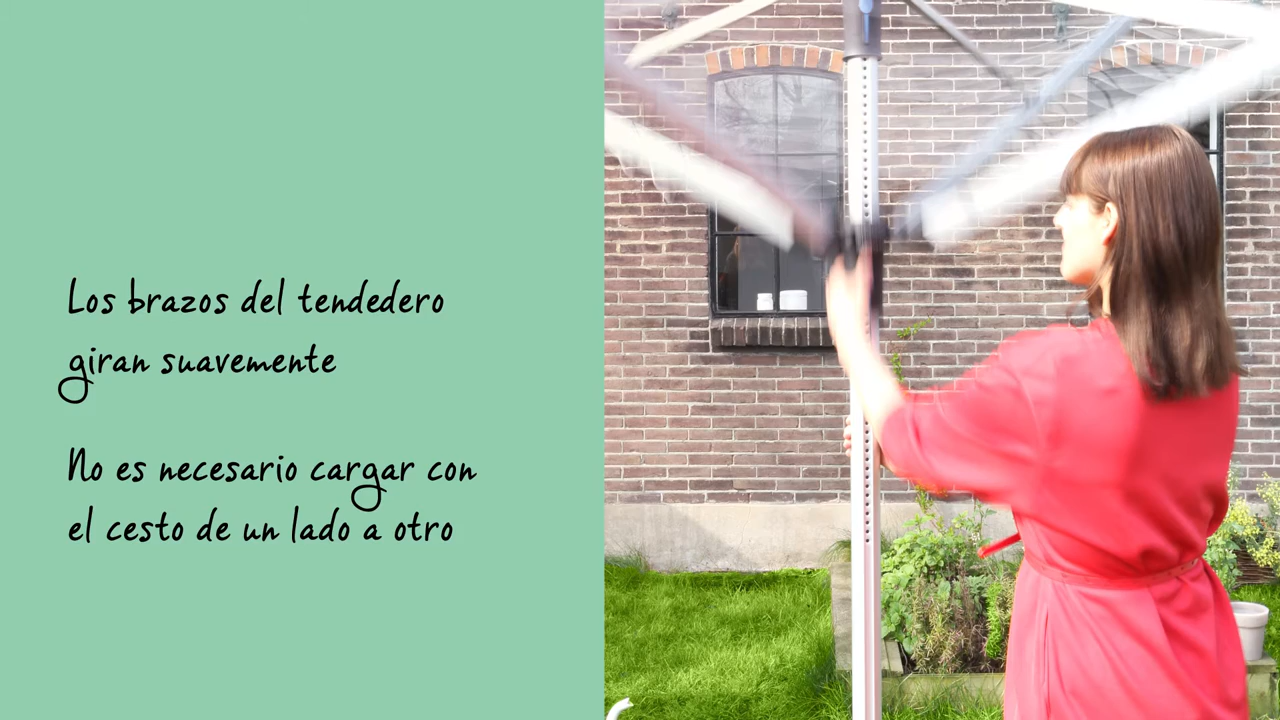 Los brazos del tendedero
giran suavemente
No es necesario cargar con
el cesto de un lado a otro